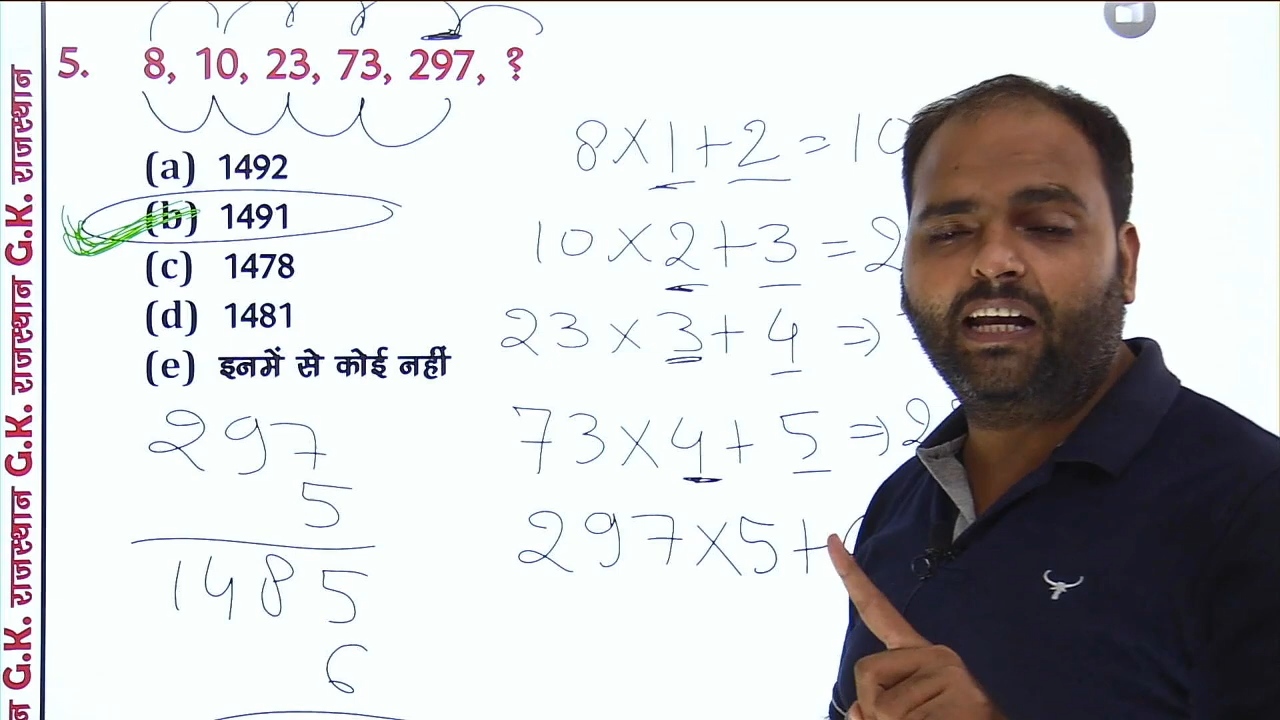 5. 8, 10, 23, 73, 297, ?
(a) 1492
(b) 1491
(c) 1478
(d) 1481
(e) इनमें से कोई नहीं
297
5
1485
6
8×1+2=10
10×2+3=2
23×3+4⇒
73×4+5⇒2
297×5+
G.K. राजस्थान G.K. राजस्थान G.K. राजस्थान